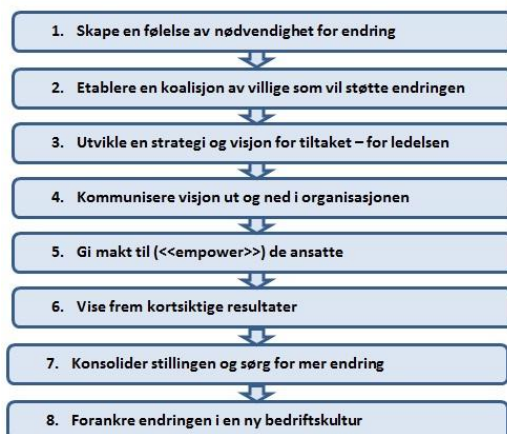 1. Skape en følelse av nødvendighet for endring
2. Etablere en koalisjon av villige som vil støtte endringen
3. Utvikle en strategi og visjon for tiltaket – for ledelsen
4. Kommunisere visjon ut og ned i organisasjonen
5. Gi makt til (<<empower>>) de ansatte
6. Vise frem kortsiktige resultater
7. Konsolider stillingen og sørg for mer endring
8. Forankre endringen i en ny bedriftskultur